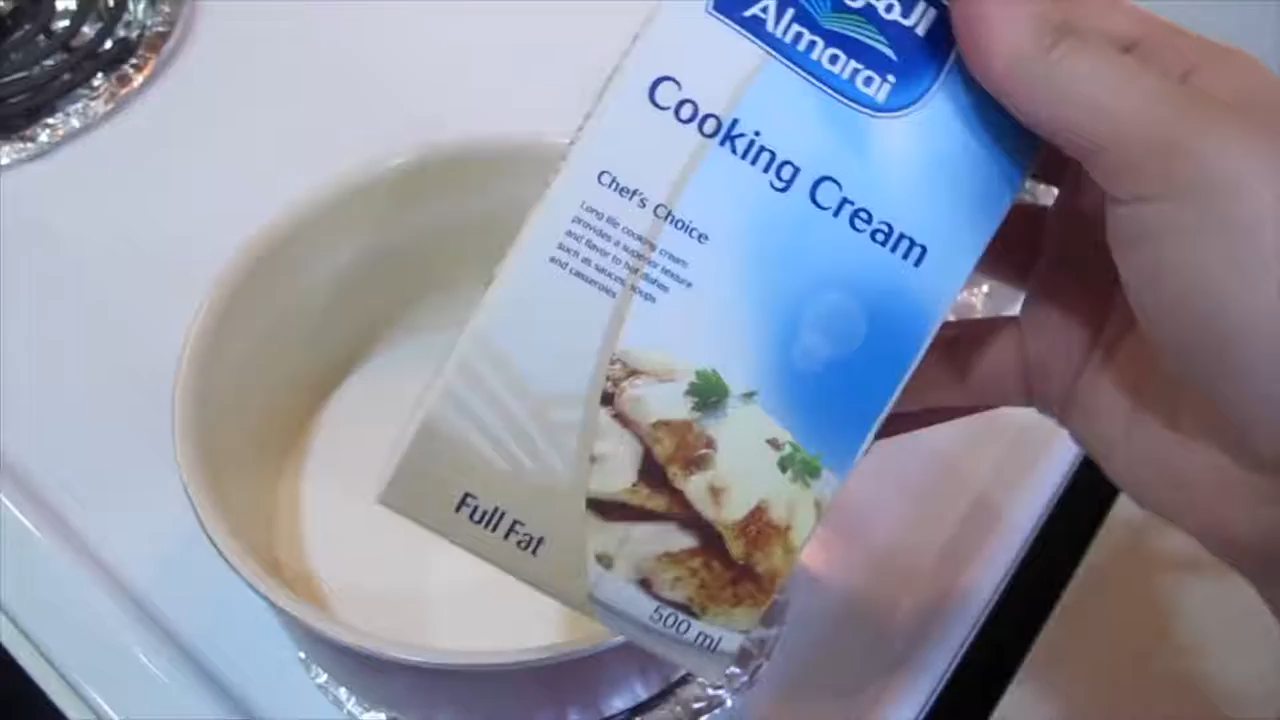 Almarai
Cooking Cream
Chef's Choice
Long life cooking cream
provides a superior texture
and flavor to hot dishes
such as sauces, soups
and casseroles
Full Fat
500 ml